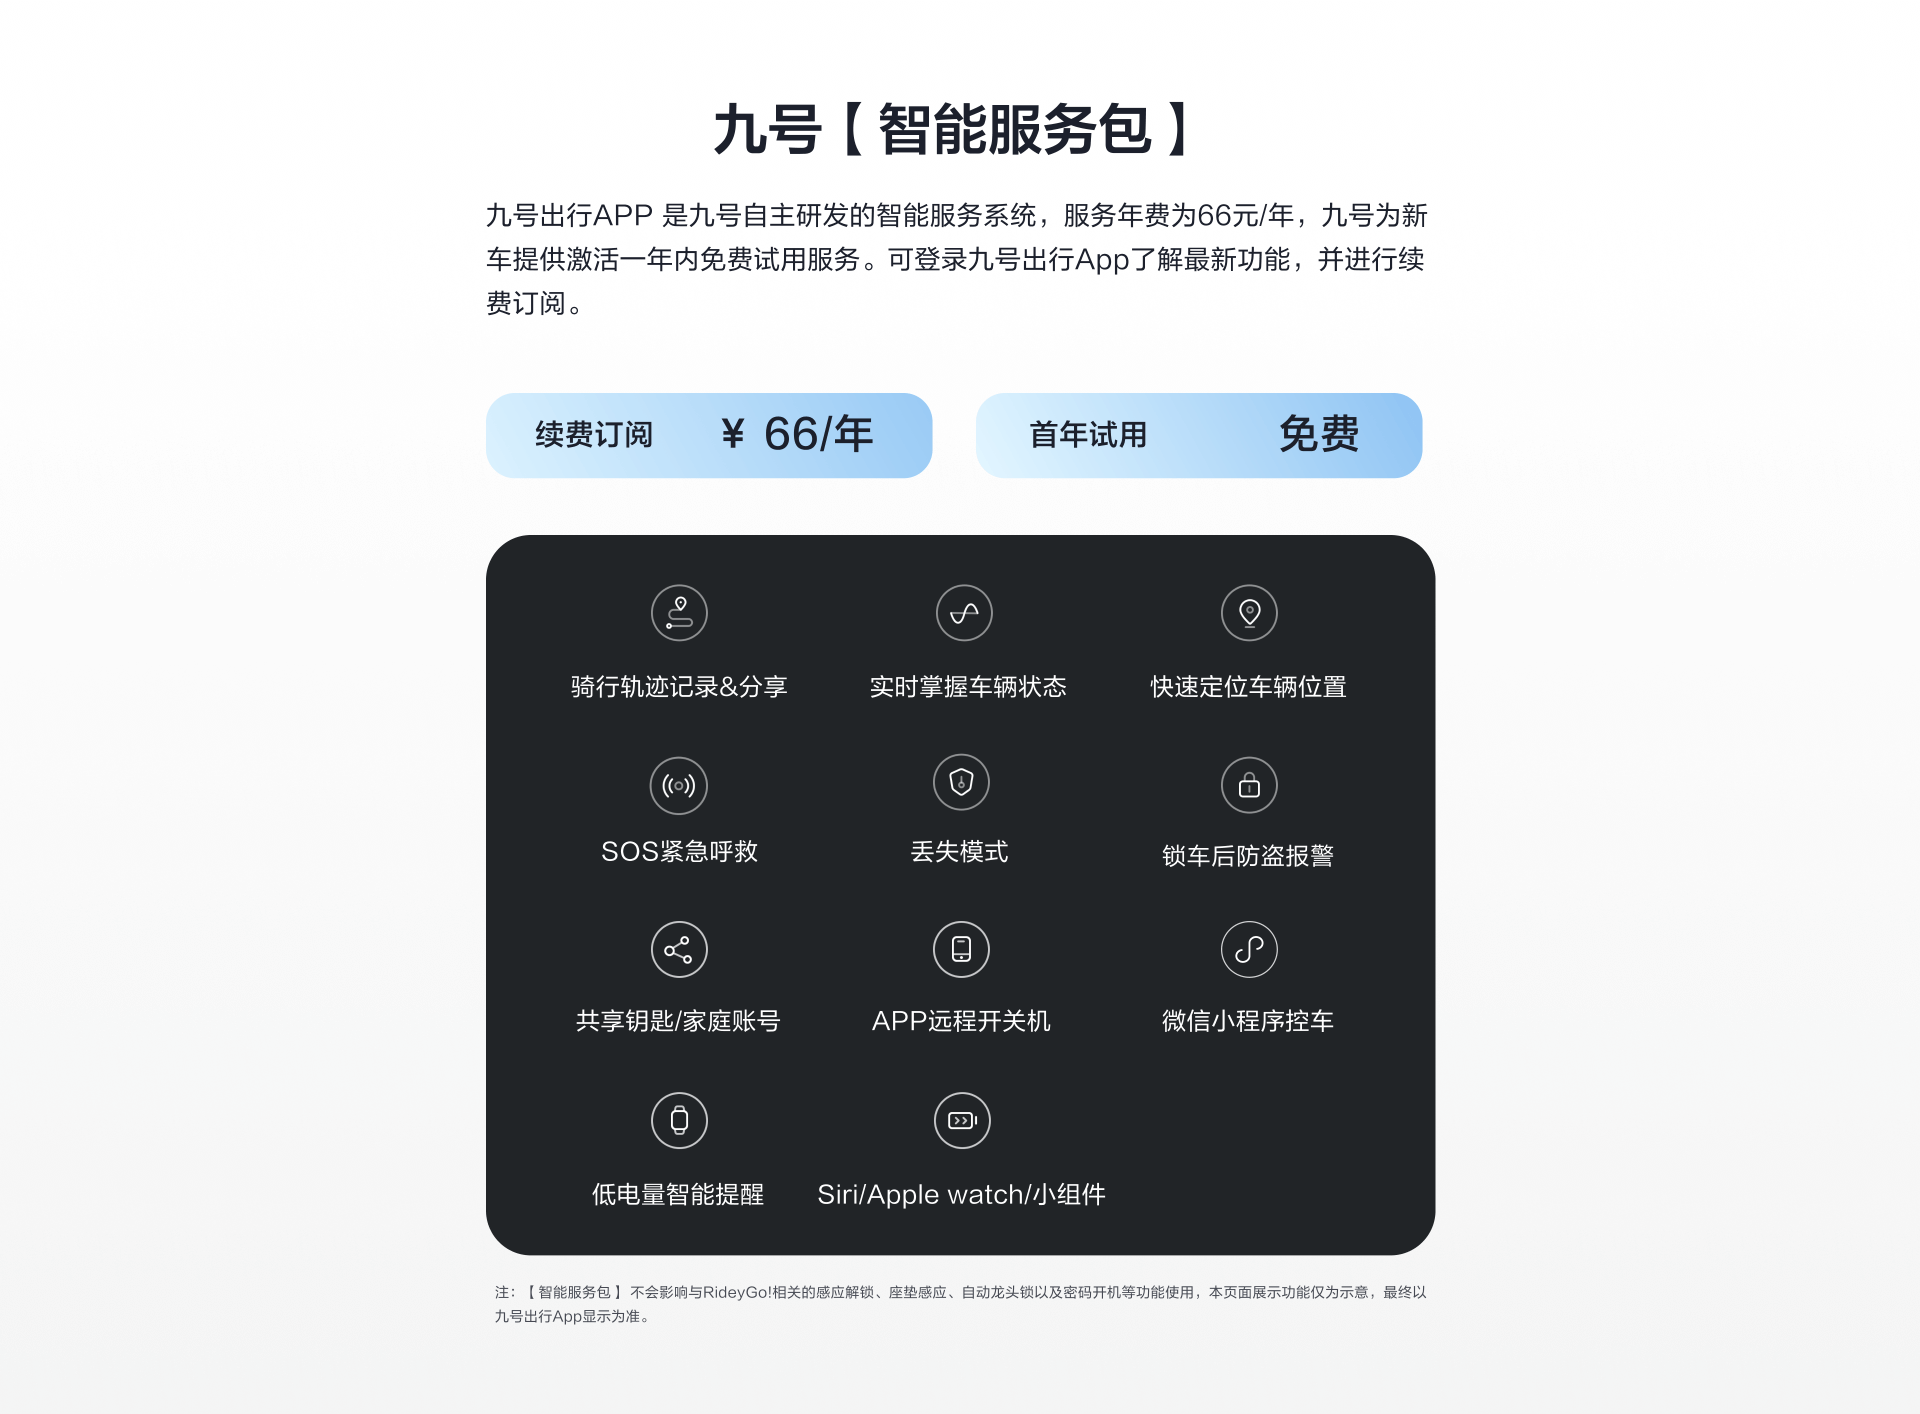 九号【智能服务包】
九号出行APP 是九号自主研发的智能服务系统，服务年费为66元/年，九号为新
车提供激活一年内免费试用服务。可登录九号出行App了解最新功能，并进行续
费订阅。
续费订阅 ¥ 66/年 首年试用 免费
骑行轨迹记录&分享 实时掌握车辆状态 快速定位车辆位置
SOS紧急呼救 丢失模式 锁车后防盗报警
共享钥匙/家庭账号 APP远程开关机 微信小程序控车
低电量智能提醒 Siri/Apple watch/小组件
注：【智能服务包】不会影响与RideyGo!相关的感应解锁、座垫感应、自动龙头锁以及密码开机等功能使用，本页面展示功能仅为示意，最终以
九号出行App显示为准。